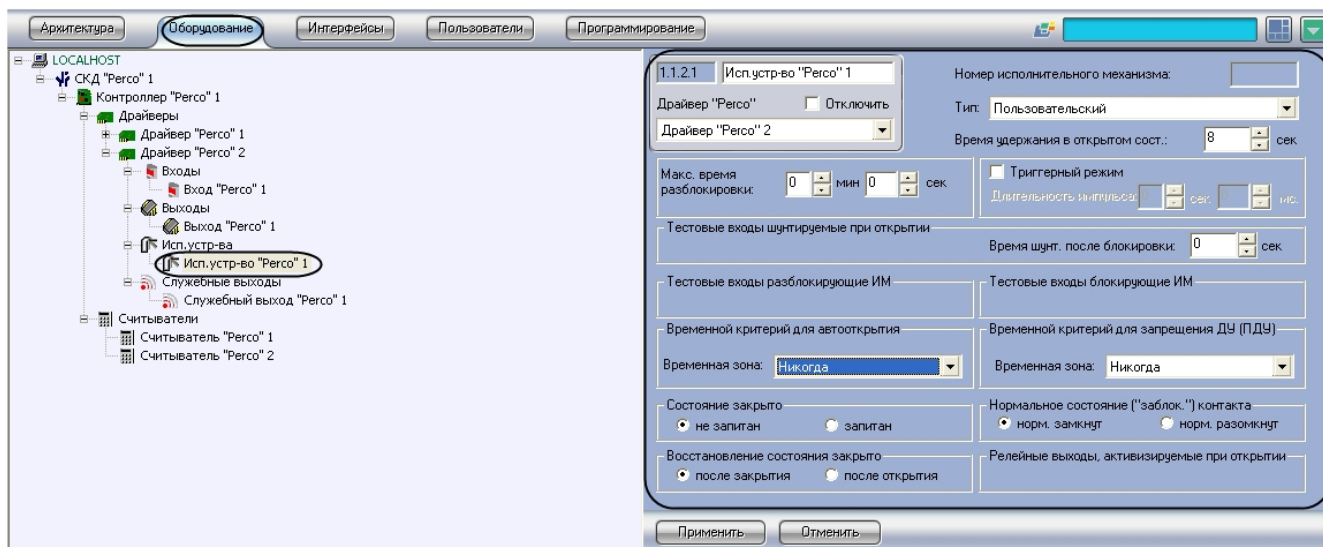 Архитектура
Оборудование
Интерфейсы
Пользователи
Программирование
LOCALHOST
СКД "Perco" 1
Контроллер "Perco" 1
Драйверы
Драйвер "Perco" 1
Драйвер "Perco" 2
Входы
Вход "Perco" 1
Выходы
Выход "Perco" 1
Исп.устр-ва
Исп.устр-во "Perco" 1
Служебные выходы
Служебный выход "Perco" 1
Считыватели
Считыватель "Perco" 1
Считыватель "Perco" 2
1.1.2.1 Исп.устр-во "Perco" 1
Драйвер "Perco" Отключить
Драйвер "Perco" 2
Номер исполнительного механизма:
Тип: Пользовательский
Время удержания в открытом сост.: 8 сек
Макс. время
разблокировки: 0 мин 0 сек
Триггерный режим
Длительность импульса: сек мс.
Тестовые входы шунтируемые при открытии
Время шунт. после блокировки: 0 сек
Тестовые входы разблокирующие ИМ
Тестовые входы блокирующие ИМ
Временной критерий для автооткрытия
Временная зона: Никогда
Временной критерий для запрещения ДУ (ПДУ)
Временная зона: Никогда
Состояние закрыто
не запитан запитан
Нормальное состояние ("заблок.") контакта
норм. замкнут норм. разомкнут
Восстановление состояния закрыто
после закрытия после открытия
Релейные выходы, активизируемые при открытии
Применить Отменить